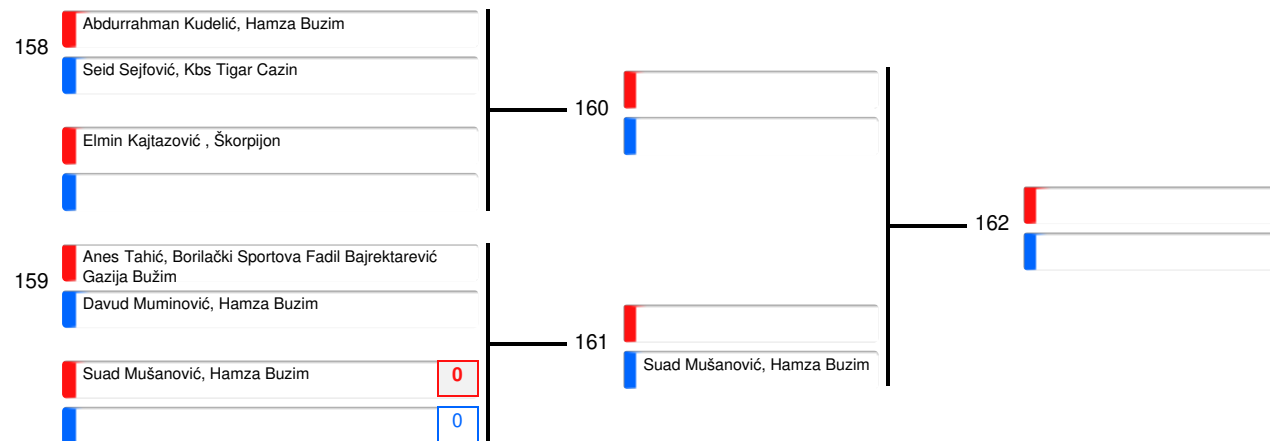 158
Abdurrahman Kudelić, Hamza Buzim
Seid Sejfović, Kbs Tigar Cazin
Elmin Kajtazović , Škorpijon
159
Anes Tahić, Borilački Sportova Fadil Bajrektarević
Gazija Bužim
Davud Muminović, Hamza Buzim
Suad Mušanović, Hamza Buzim 0
0
160
161
Suad Mušanović, Hamza Buzim
162